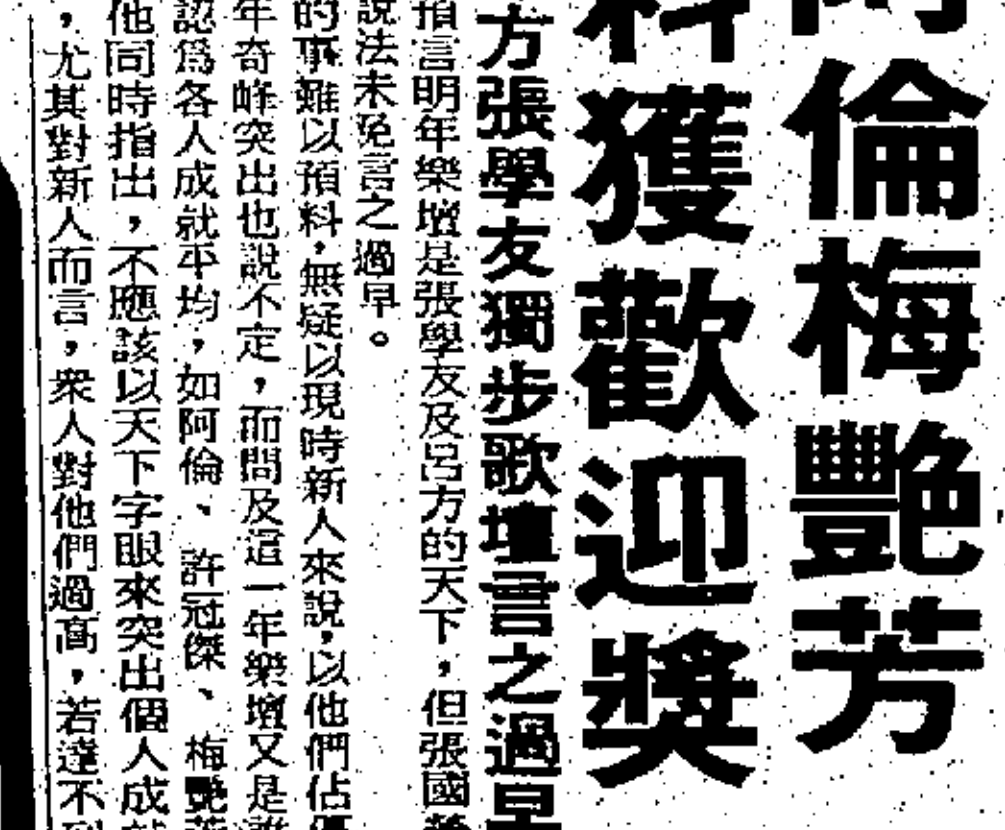 倫梅艷芳
料獲歡迎獎
方張學友獨步歌壇言之過早
預言明年樂壇是張學友及呂方的天下，但張國
說法未免言之過早。
的事難以預料，無疑以現時新人來說，以他們佔
年奇峰突出也說不定，而問及這一年樂壇又是
認為各人成就平均，如阿倫、許冠傑、梅艷
他同時指出，不應該以天下字眼來突出個人成
，尤其對新人而言，衆人對他們過高，若達不